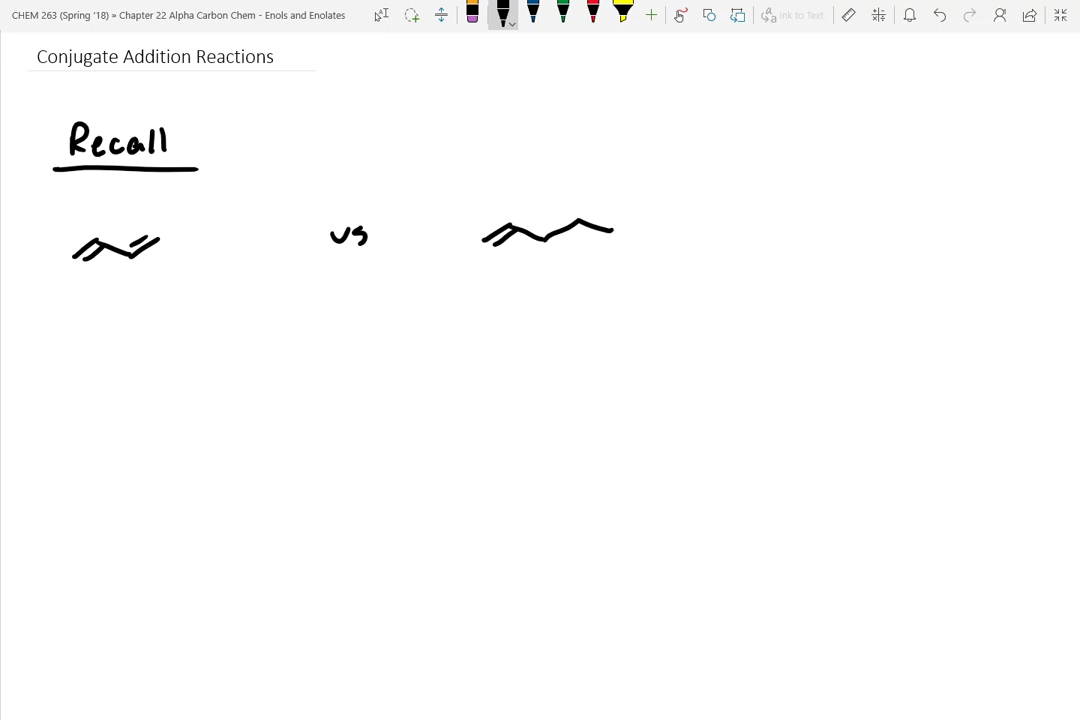 CHEM 263 (Spring '18) » Chapter 22 Alpha Carbon Chem - Enols and Enolates
Ink to Text
Conjugate Addition Reactions
Recall
vs